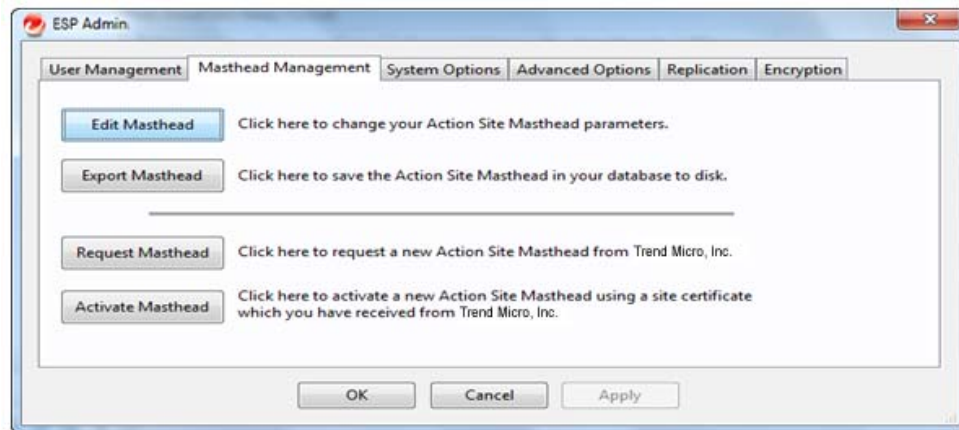 ESP Admin
User Management Masthead Management System Options Advanced Options Replication Encryption
Edit Masthead Click here to change your Action Site Masthead parameters.
Export Masthead Click here to save the Action Site Masthead in your database to disk.
Request Masthead Click here to request a new Action Site Masthead from Trend Micro, Inc.
Activate Masthead Click here to activate a new Action Site Masthead using a site certificate
which you have received from Trend Micro, Inc.
OK Cancel Apply